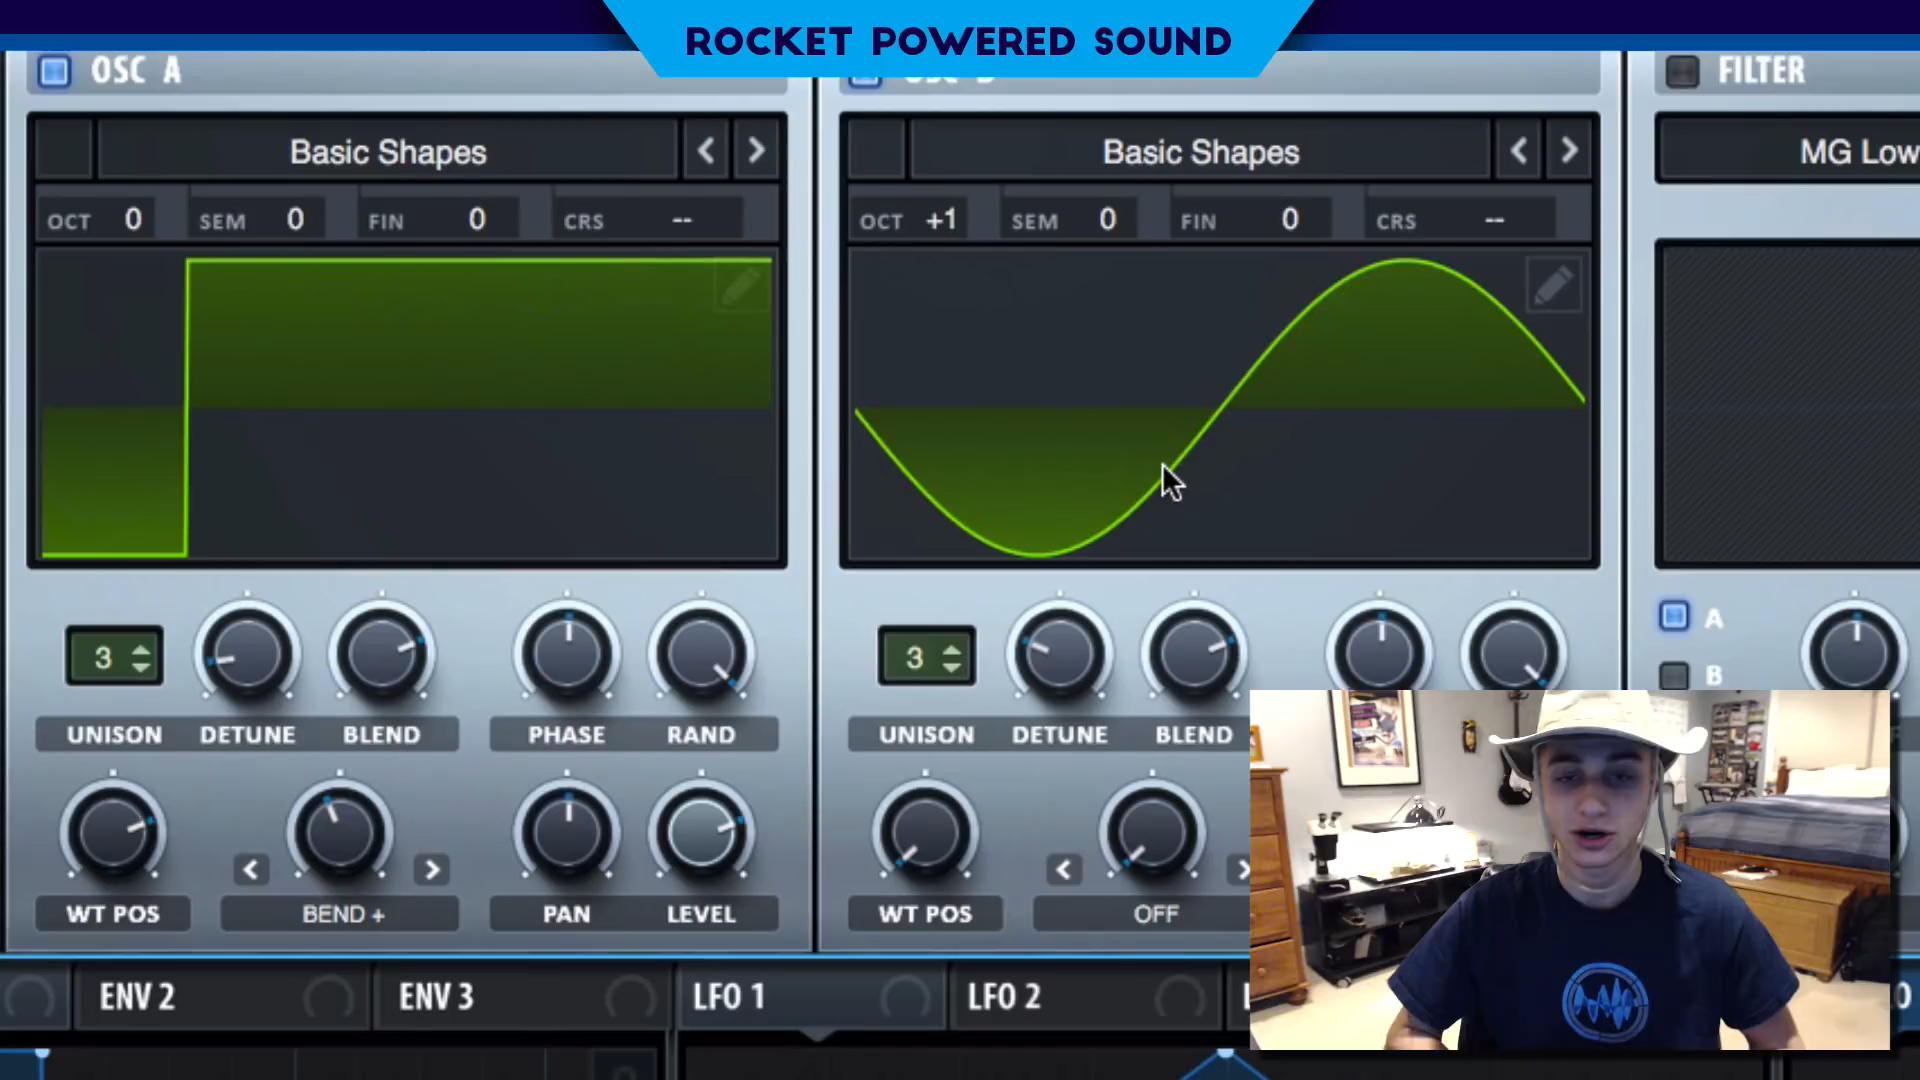 ROCKET POWERED SOUND
OSC A
FILTER
Basic Shapes
Basic Shapes
MG Low
OCT 0 SEM 0 FIN 0 CRS --
OCT +1 SEM 0 FIN 0 CRS --
3
3
A
B
UNISON DETUNE BLEND PHASE RAND
UNISON DETUNE BLEND
WT POS BEND + PAN LEVEL
WT POS OFF
ENV 2 ENV 3 LFO 1 LFO 2